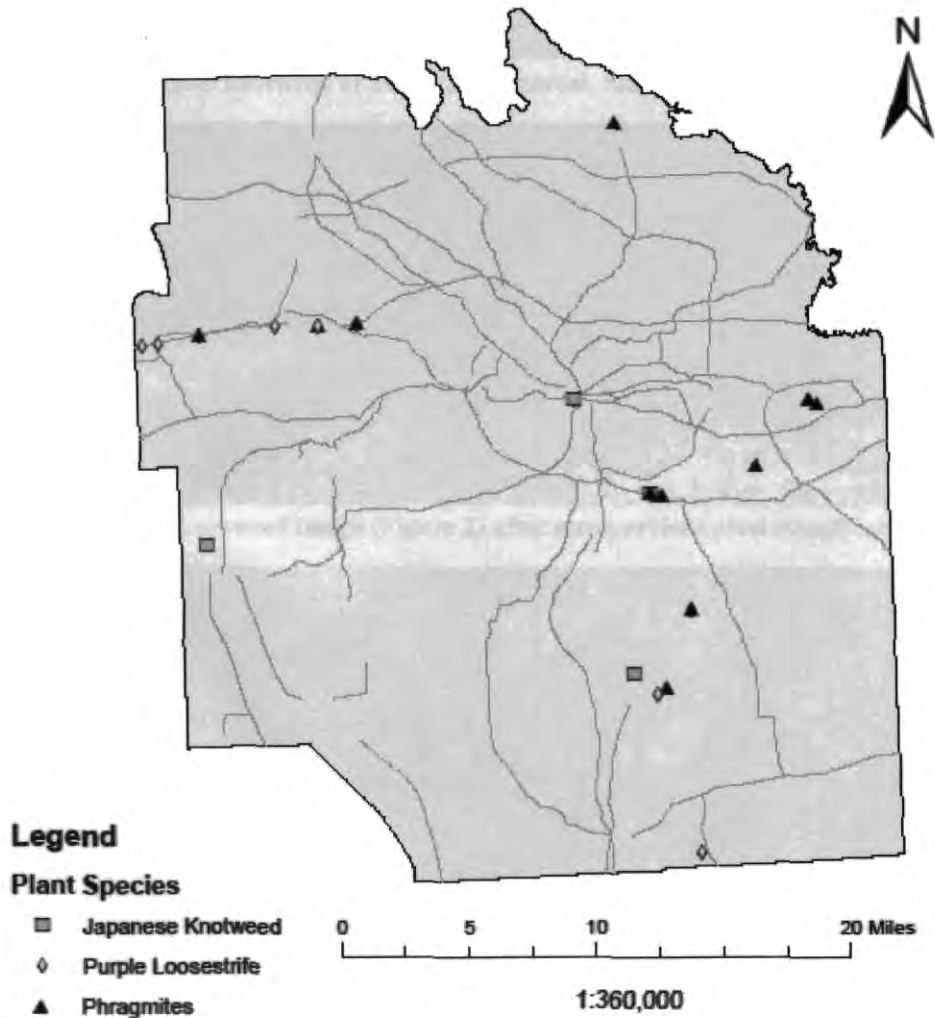 N
Legend
Plant Species
Japanese Knotweed
Purple Loosestrife
Phragmites
0 5 10 20 Miles
1:360,000